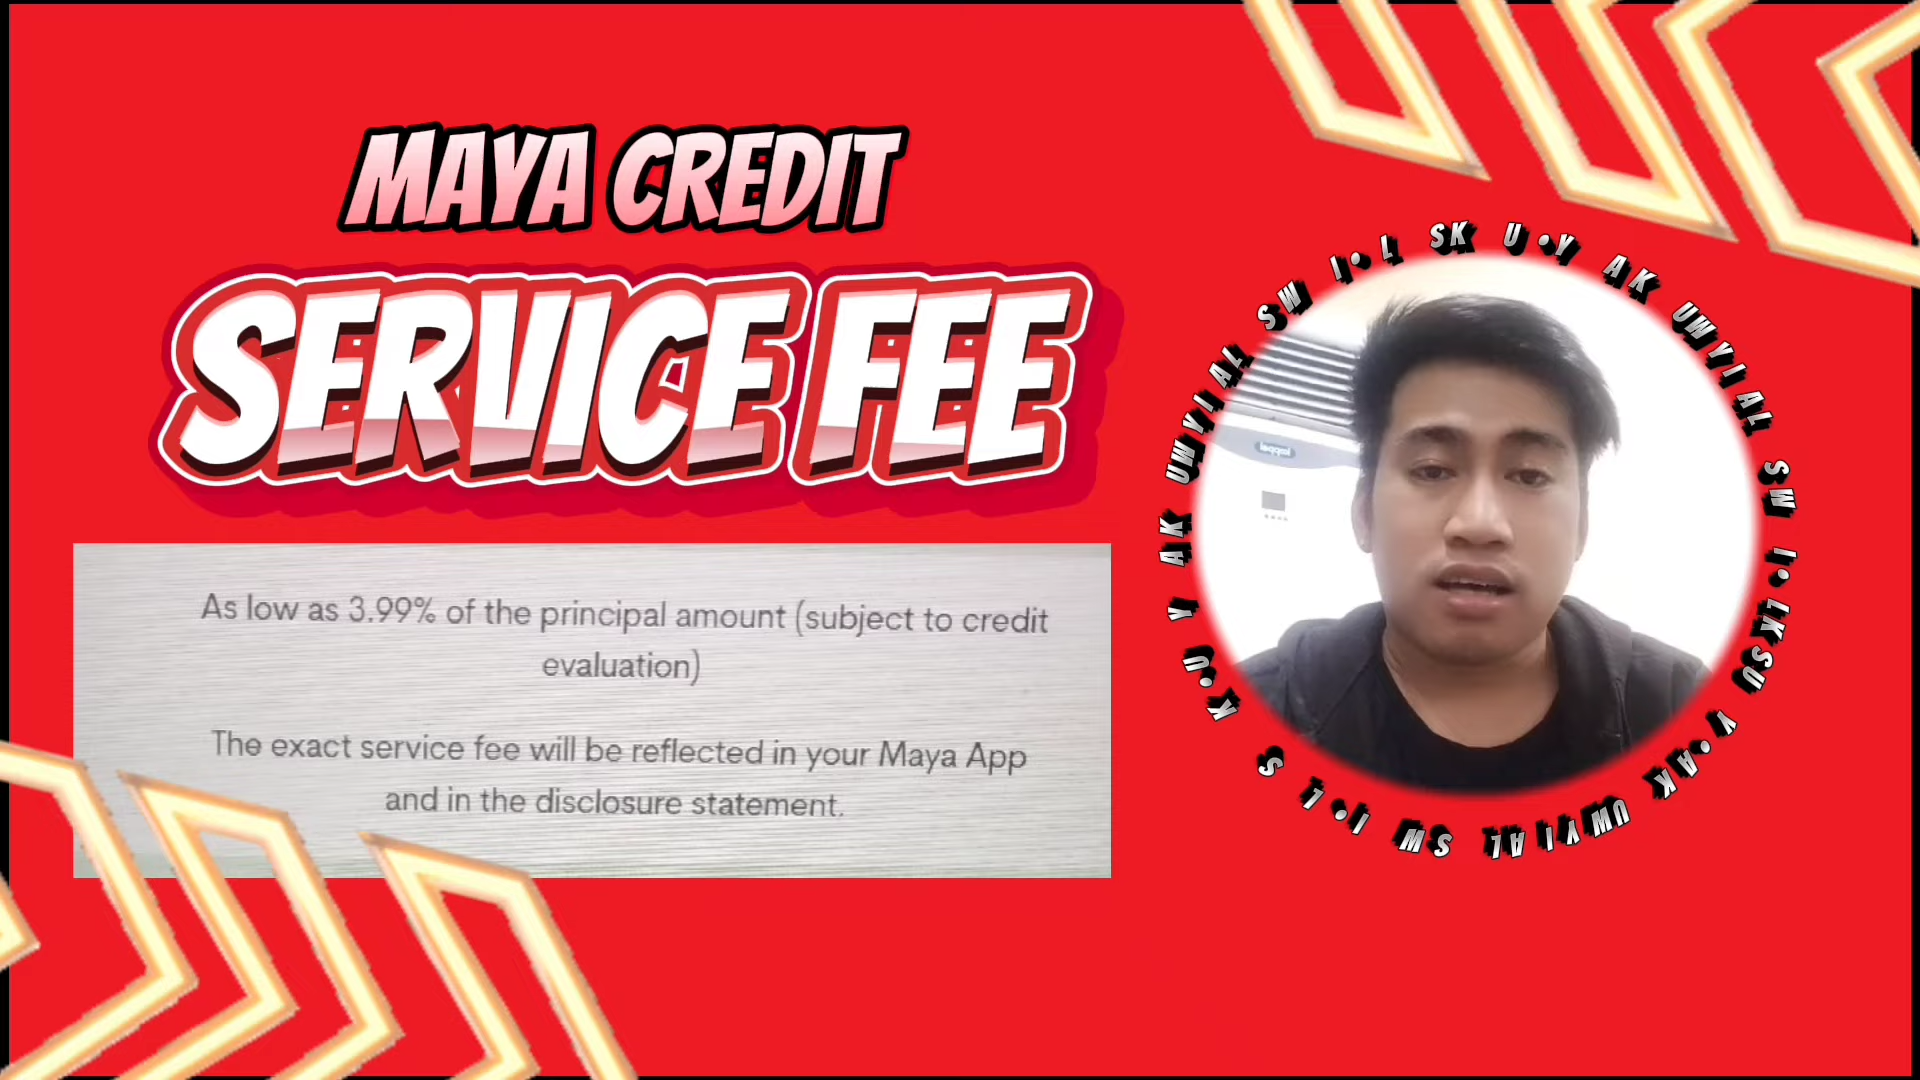 MAYA CREDIT
SERVICE FEE
As low as 3.99% of the principal amount (subject to credit
evaluation)
The exact service fee will be reflected in your Maya App
and in the disclosure statement.